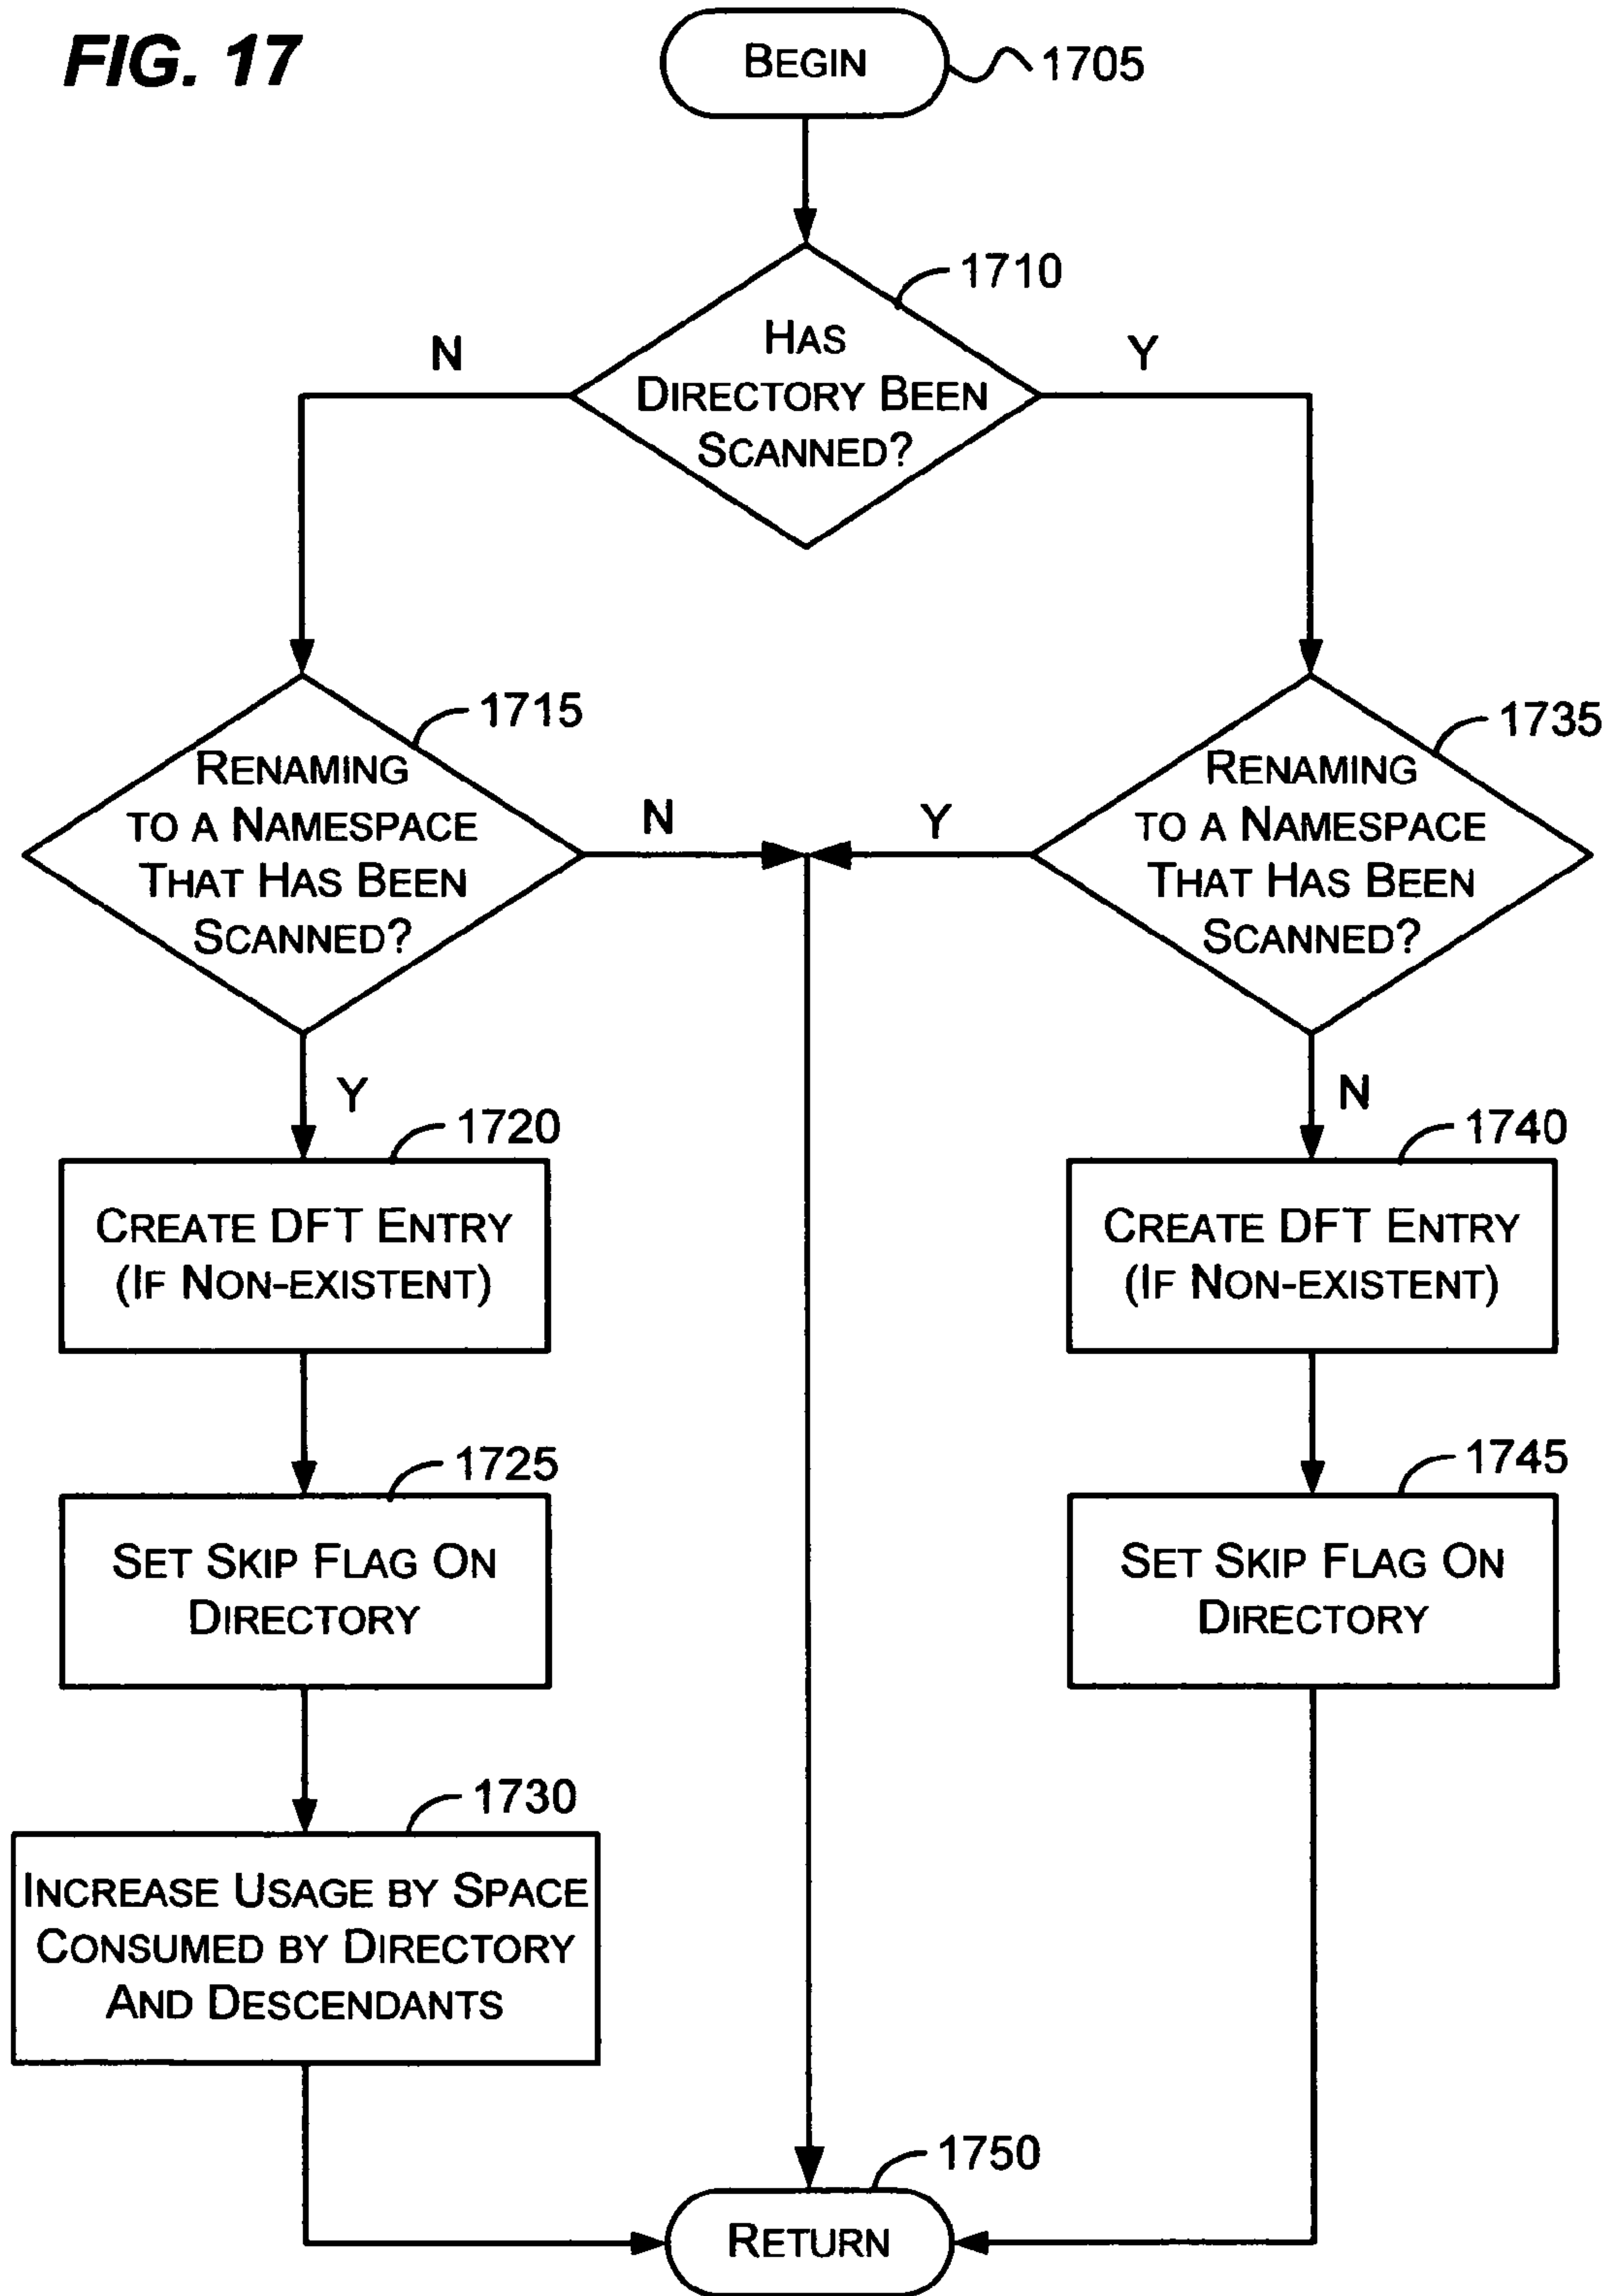 FIG. 17
BEGIN
1705
1710
HAS
DIRECTORY BEEN
SCANNED?
N
Y
1715
RENAMING
TO A NAMESPACE
THAT HAS BEEN
SCANNED?
N
Y
1735
RENAMING
TO A NAMESPACE
THAT HAS BEEN
SCANNED?
Y
N
1720
CREATE DFT ENTRY
(IF NON-EXISTENT)
1740
CREATE DFT ENTRY
(IF NON-EXISTENT)
1725
SET SKIP FLAG ON
DIRECTORY
1745
SET SKIP FLAG ON
DIRECTORY
1730
INCREASE USAGE BY SPACE
CONSUMED BY DIRECTORY
AND DESCENDANTS
1750
RETURN